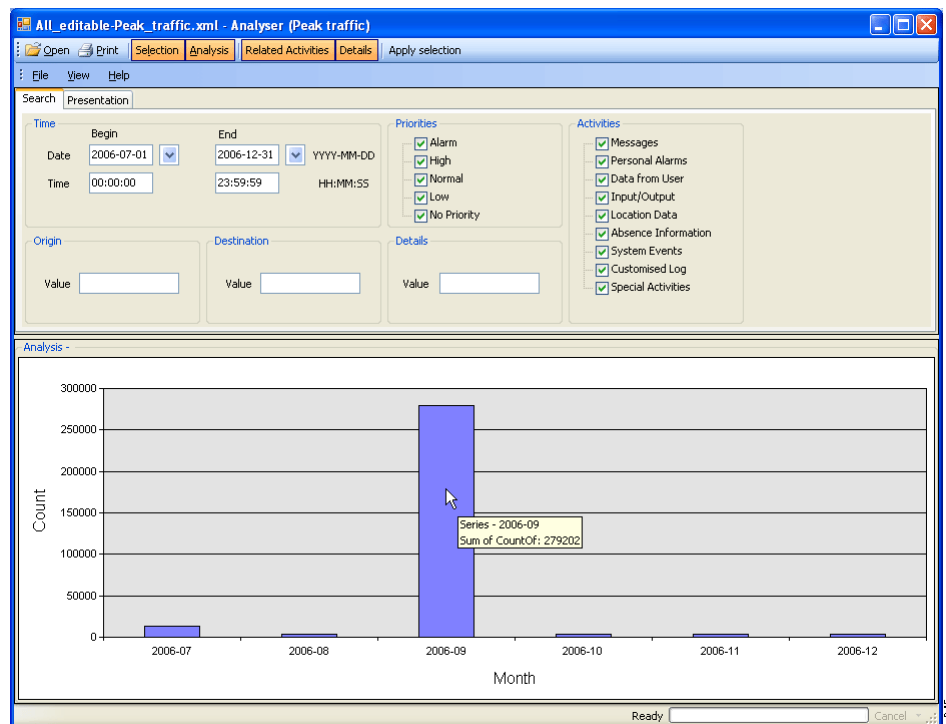 All_editable-Peak_traffic.xml - Analyser (Peak traffic)
Open Print Selection Analysis Related Activities Details Apply selection
File View Help
Search Presentation
Time
Begin End
Date 2006-07-01 2006-12-31 YYYY-MM-DD
Time 00:00:00 23:59:59 HH:MM:SS
Priorities
Alarm
High
Normal
Low
No Priority
Activities
Messages
Personal Alarms
Data from User
Input/Output
Location Data
Absence Information
System Events
Customised Log
Special Activities
Origin
Value
Destination
Value
Details
Value
Analysis -
300000
250000
200000
150000
100000
50000
0
Count
Series - 2006-09
Sum of CountOf: 279202
2006-07 2006-08 2006-09 2006-10 2006-11 2006-12
Month
Ready Cancel